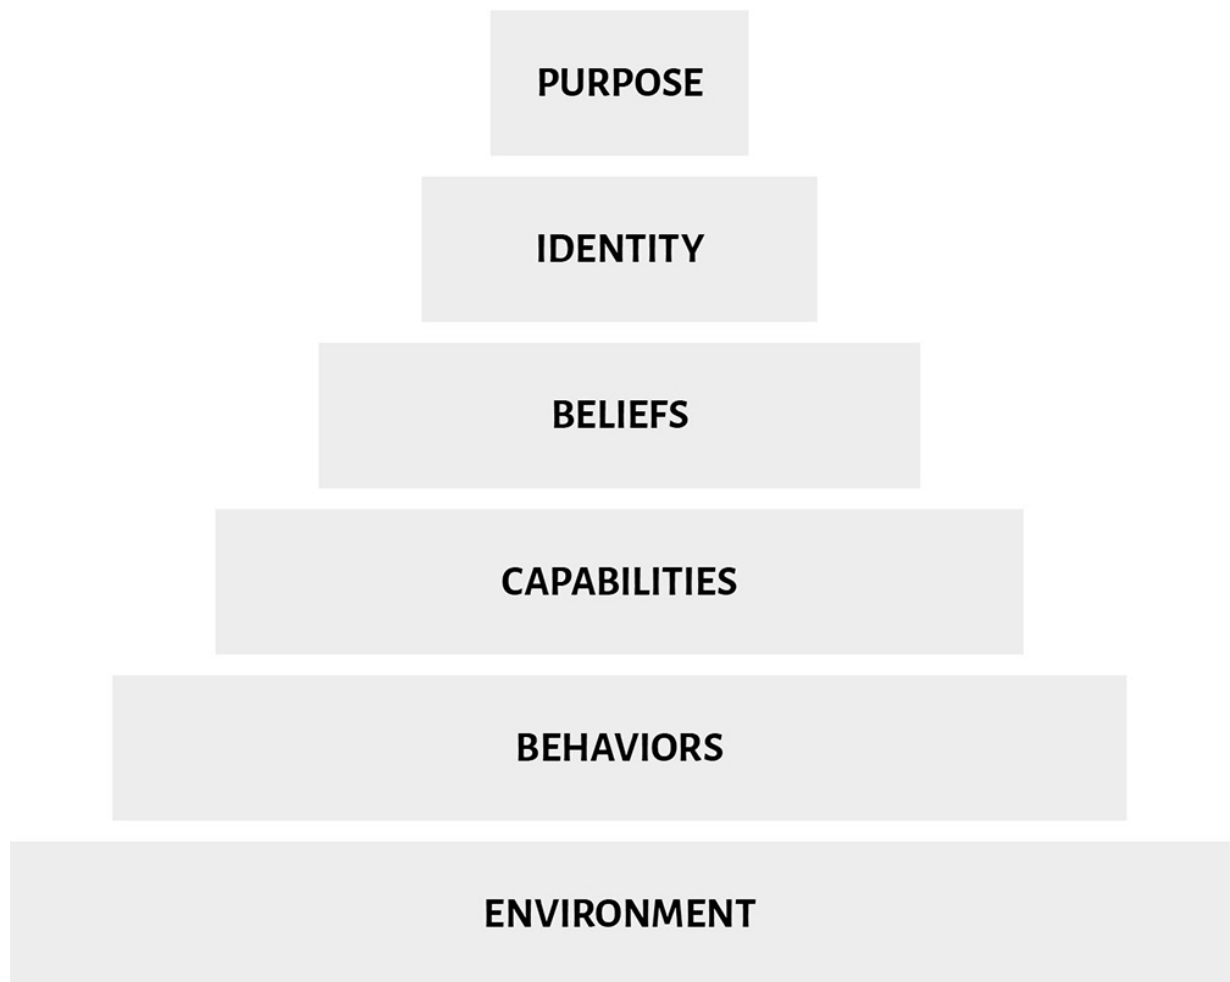 PURPOSE
IDENTITY
BELIEFS
CAPABILITIES
BEHAVIORS
ENVIRONMENT